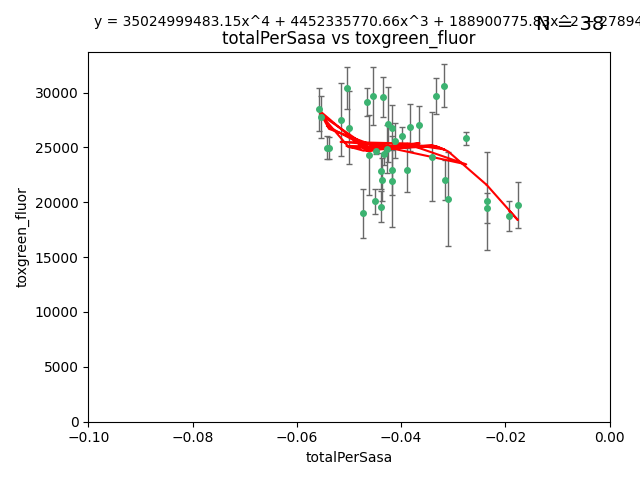 y = 35024999483.15x^4 + 4452335770.66x^3 + 188900775.83x^2 + 27894
N = 38
totalPerSasa vs toxgreen_fluor
30000
25000
20000
15000
10000
5000
0
toxgreen_fluor
−0.10 −0.08 −0.06 −0.04 −0.02 0.00
totalPerSasa